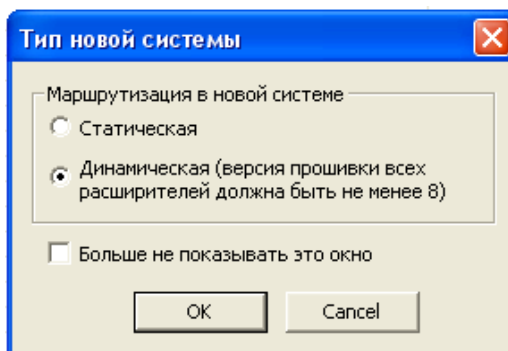 Тип новой системы
Маршрутизация в новой системе
Статическая
Динамическая (версия прошивки всех
расширителей должна быть не менее 8)
Больше не показывать это окно
OK
Cancel